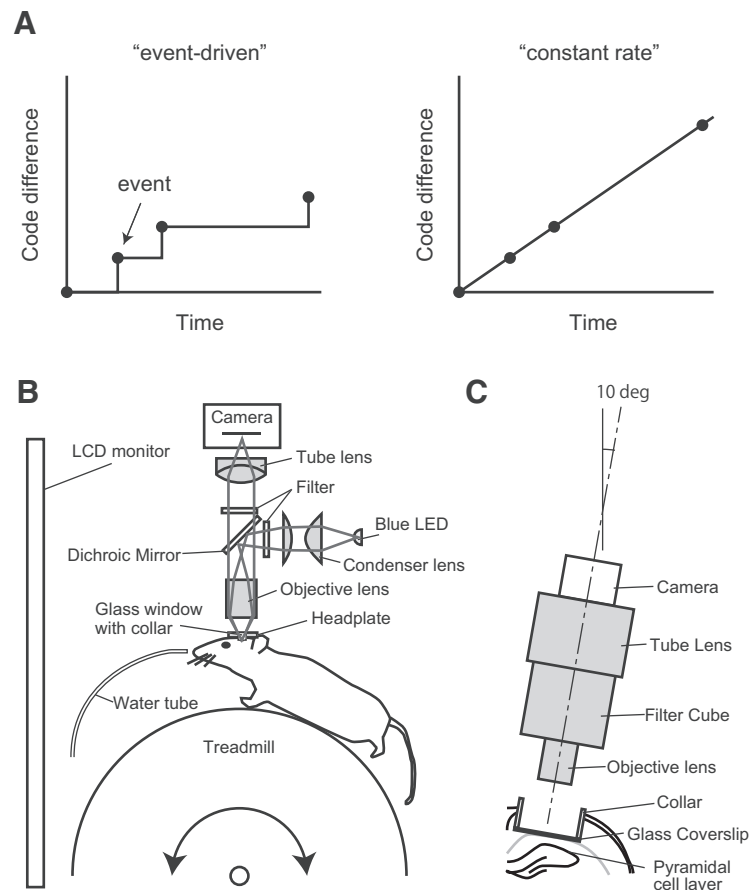 A
“event-driven”
“constant rate”
Code difference
event
Time
Code difference
Time
B
LCD monitor
Camera
Tube lens
Filter
Blue LED
Dichroic Mirror
Condenser lens
Objective lens
Glass window
with collar
Headplate
Water tube
Treadmill
C
10 deg
Camera
Tube Lens
Filter Cube
Objective lens
Collar
Glass Coverslip
Pyramidal
cell layer